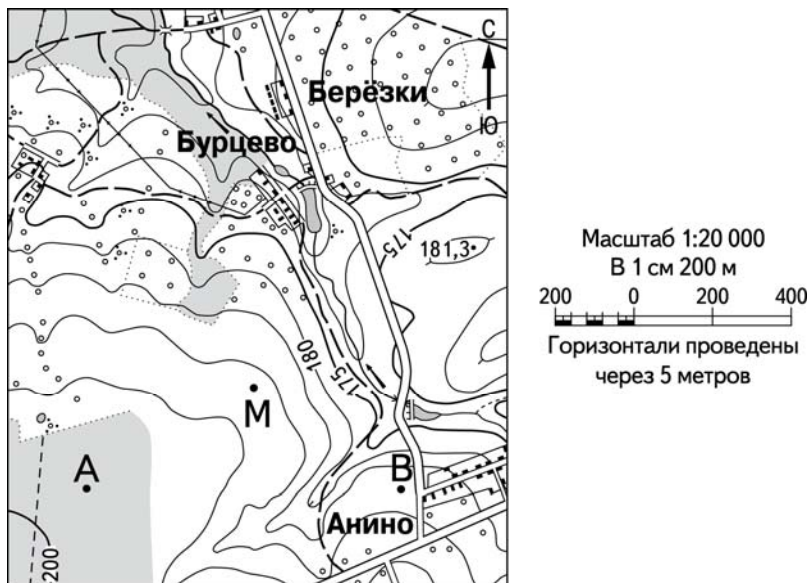 С
Ю
Берёзки
Бурцево
175
181,3
180
175
М
А
В
Анино
200
Масштаб 1:20 000
В 1 см 200 м
200 0 200 400
Горизонтали проведены
через 5 метров